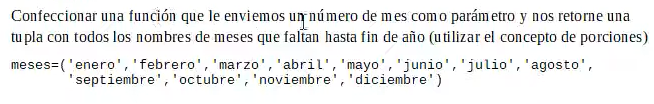 Confeccionar una función que le enviemos un número de mes como parámetro y nos retorne una
tupla con todos los nombres de meses que faltan hasta fin de año (utilizar el concepto de porciones)
meses=('enero','febrero','marzo','abril','mayo','junio','julio','agosto',
'septiembre','octubre','noviembre','diciembre')